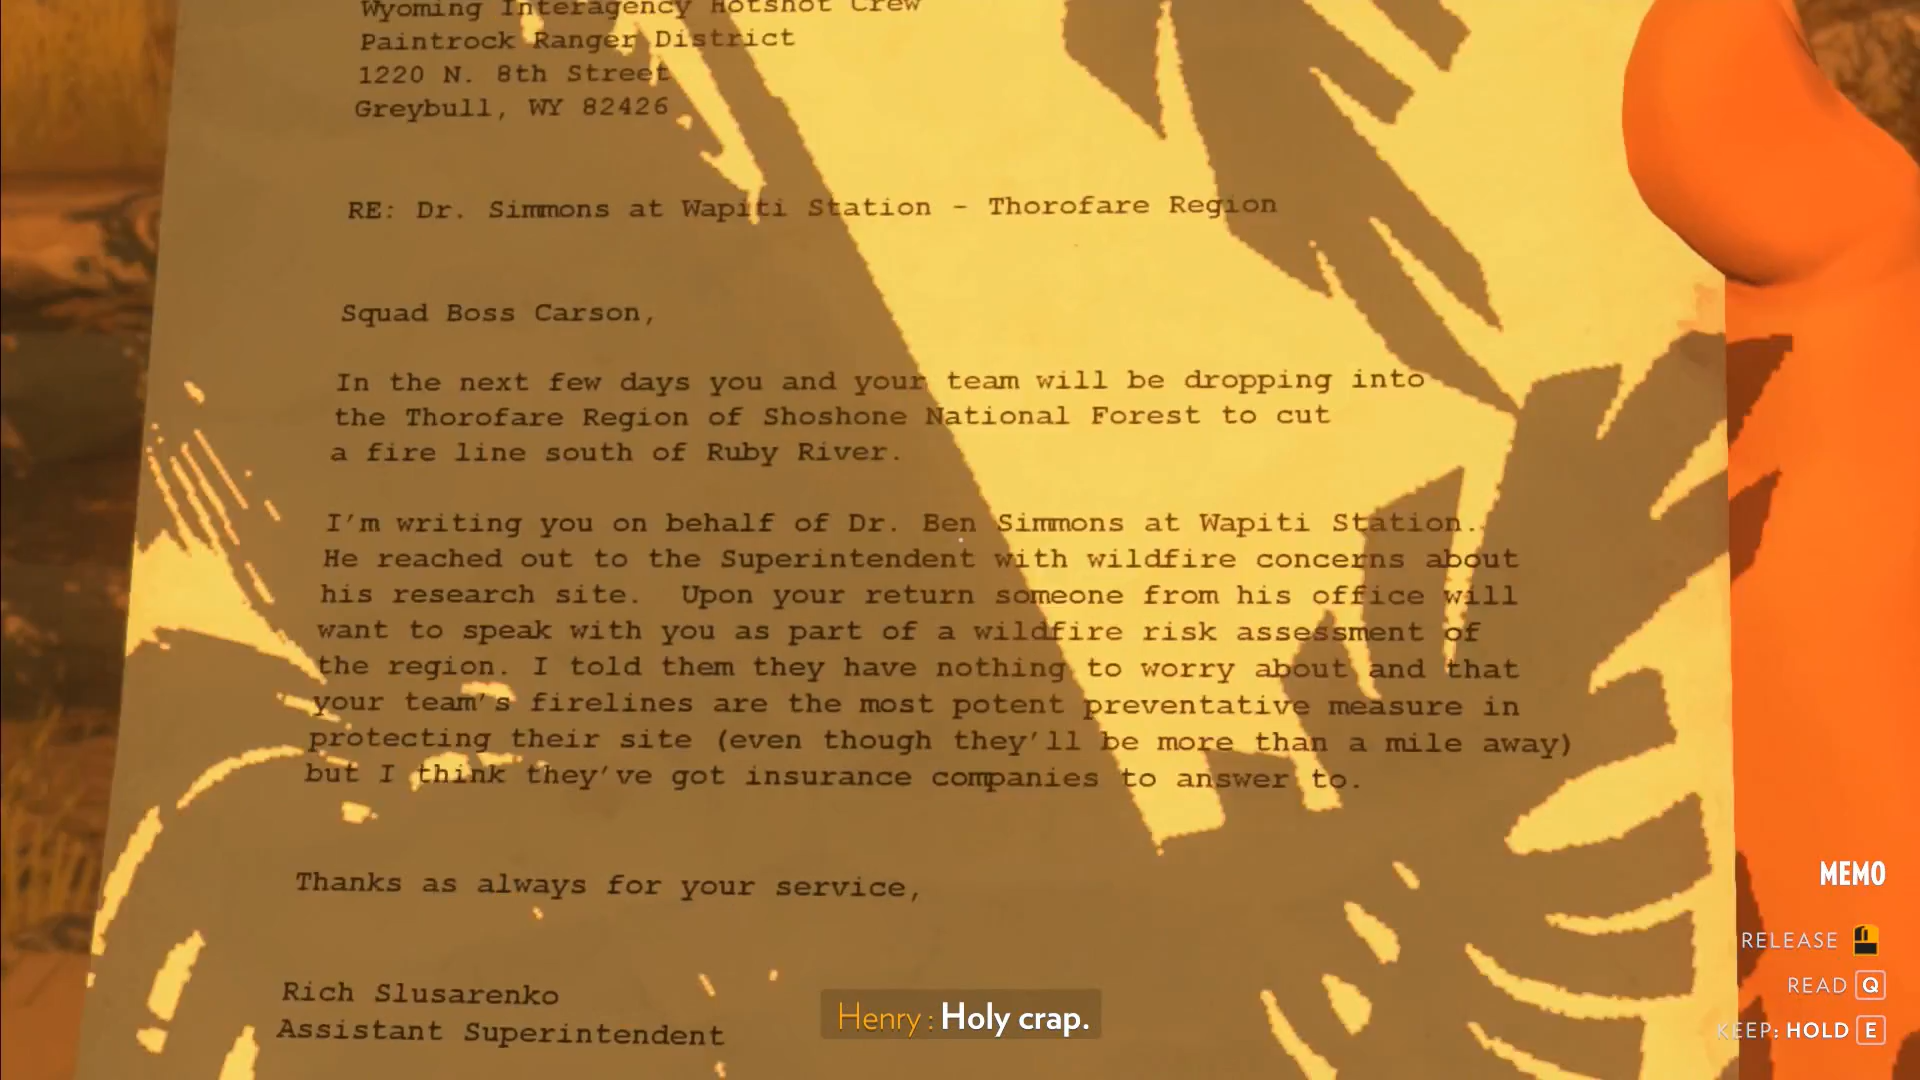 Wyoming Interagency Hotshot Crew
Paintrock Ranger District
1220 N. 8th Street
Greybull, WY 82426
RE: Dr. Simmons at Wapiti Station - Thorofare Region
Squad Boss Carson,
In the next few days you and your team will be dropping into
the Thorofare Region of Shoshone National Forest to cut
a fire line south of Ruby River.
I'm writing you on behalf of Dr. Ben Simmons at Wapiti Station.
He reached out to the Superintendent with wildfire concerns about
his research site.  Upon your return someone from his office will
want to speak with you as part of a wildfire risk assessment of
the region. I told them they have nothing to worry about and that
your team's firelines are the most potent preventative measure in
protecting their site (even though they'll be more than a mile away)
but I think they've got insurance companies to answer to.
Thanks as always for your service,
Rich Slusarenko
Assistant Superintendent
Henry : Holy crap.
MEMO
RELEASE
READ Q
KEEP: HOLD E